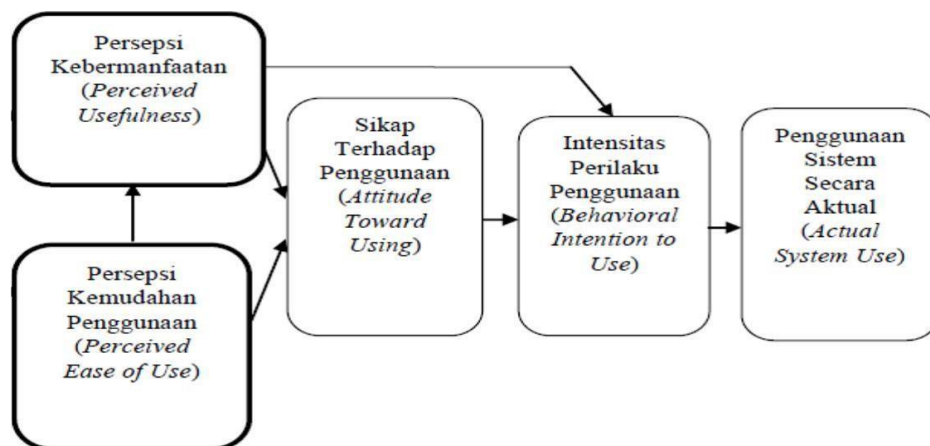 Persepsi
Kebermanfaatan
(Perceived
Usefulness)
Persepsi
Kemudahan
Penggunaan
(Perceived
Ease of Use)
Sikap
Terhadap
Penggunaan
(Attitude
Toward
Using)
Intensitas
Perilaku
Penggunaan
(Behavioral
Intention to
Use)
Penggunaan
Sistem
Secara
Aktual
(Actual
System Use)